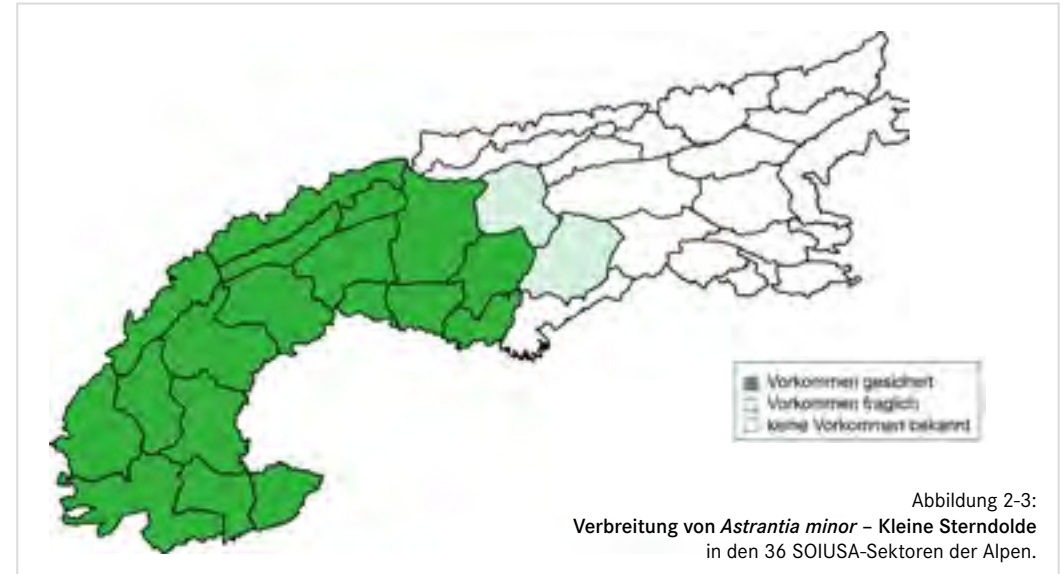 Vorkommen gesichert
Vorkommen fraglich
keine Vorkommen bekannt
Abbildung 2-3:
Verbreitung von Astrantia minor – Kleine Sterndolde
in den 36 SOIUSA-Sektoren der Alpen.